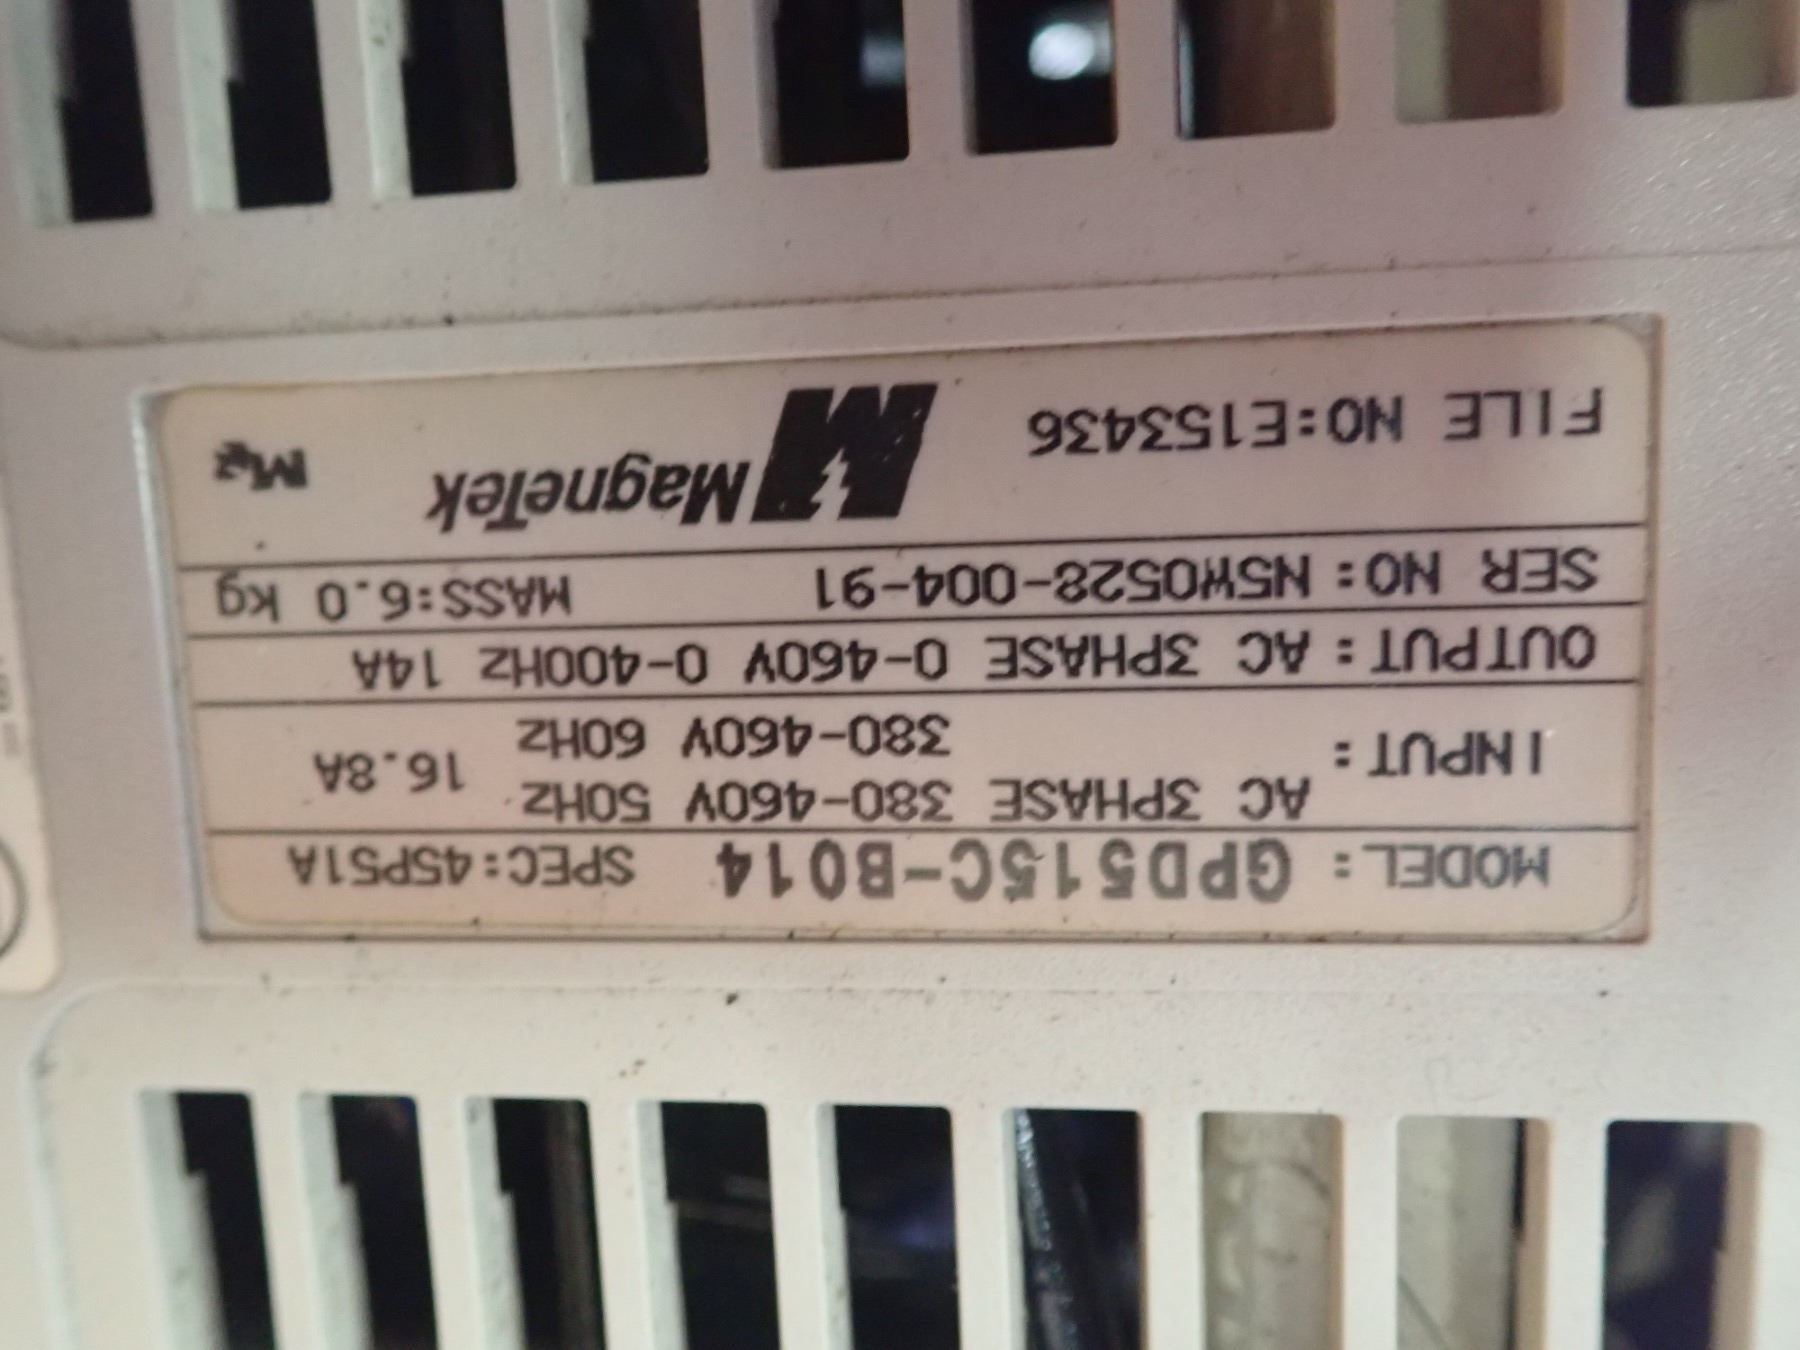 MODEL: GPD515C-B014 SPEC:45P51A
AC 3PHASE 380-460V 50Hz
INPUT: 16.8A
380-460V 60Hz
OUTPUT: AC 3PHASE 0-460V 0-400Hz 14A
SER NO: N5W0528-004-91 MASS:6.0 kg
MagneTek
FILE NO:E153436